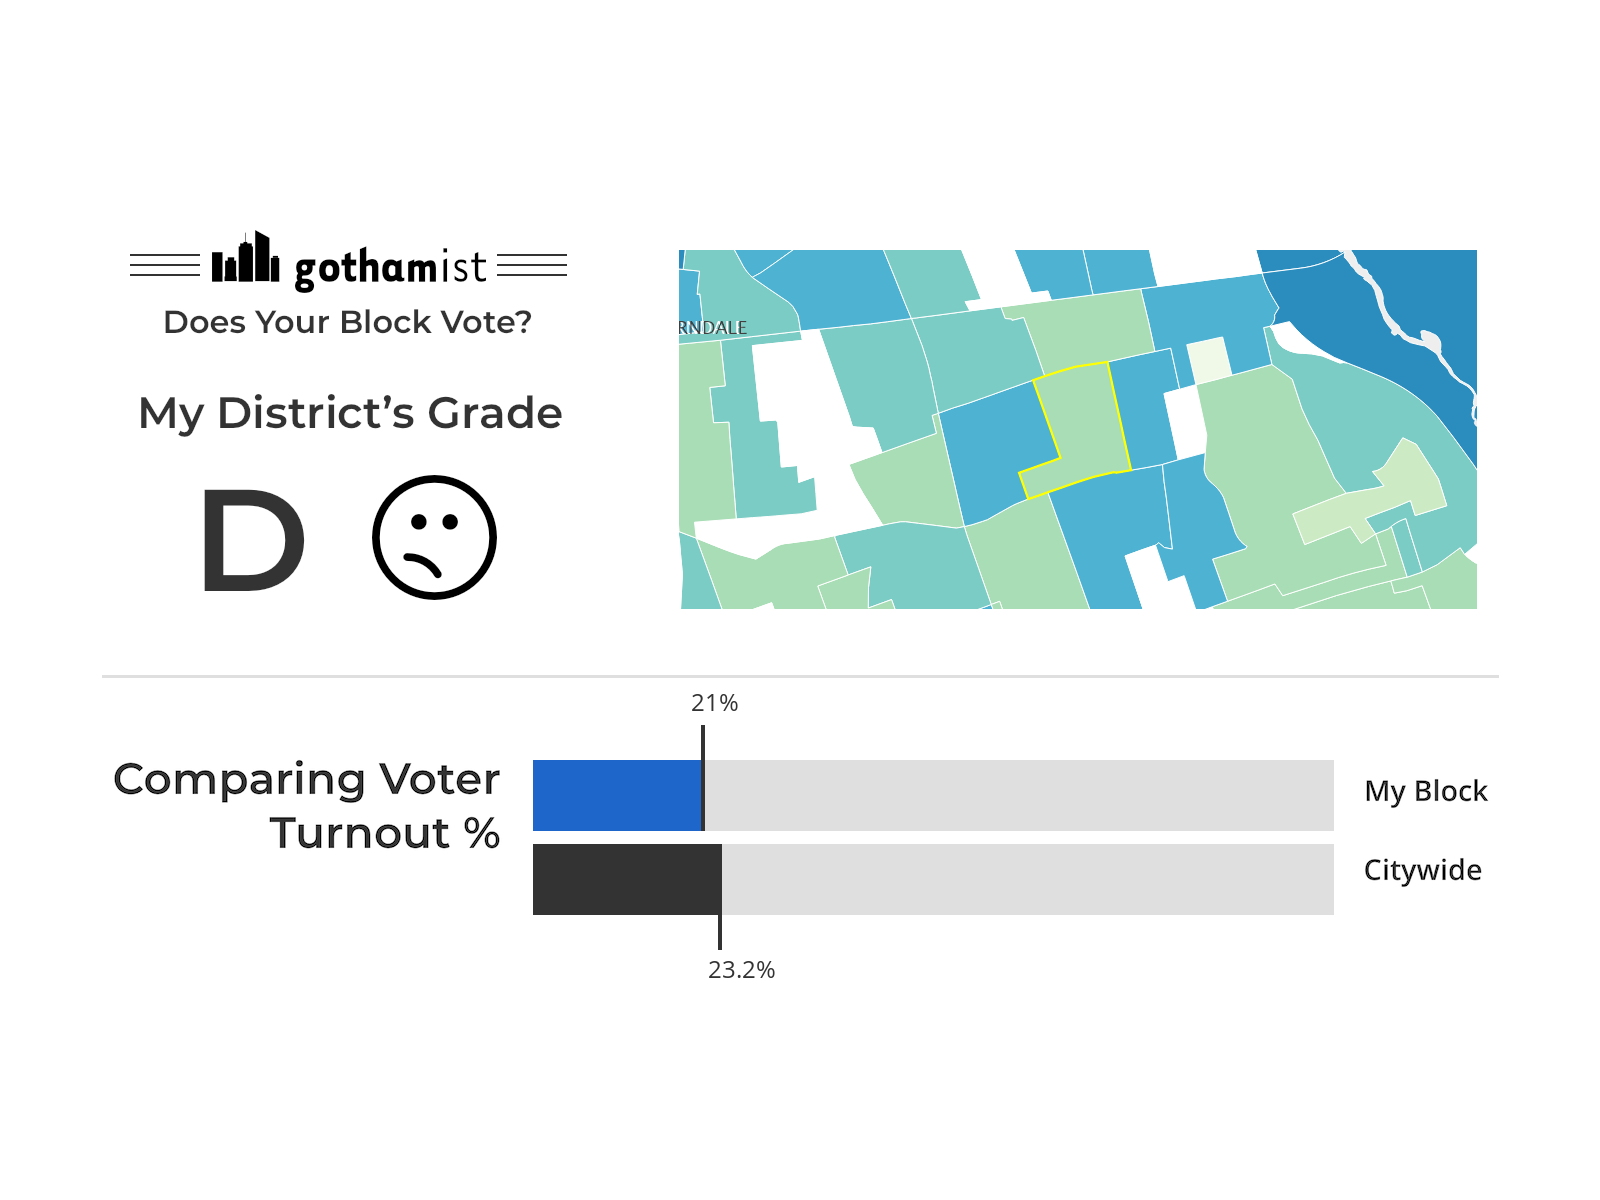 gothamist
Does Your Block Vote?
My District’s Grade
D
RNDALE
21%
Comparing Voter
Turnout %
My Block
Citywide
23.2%